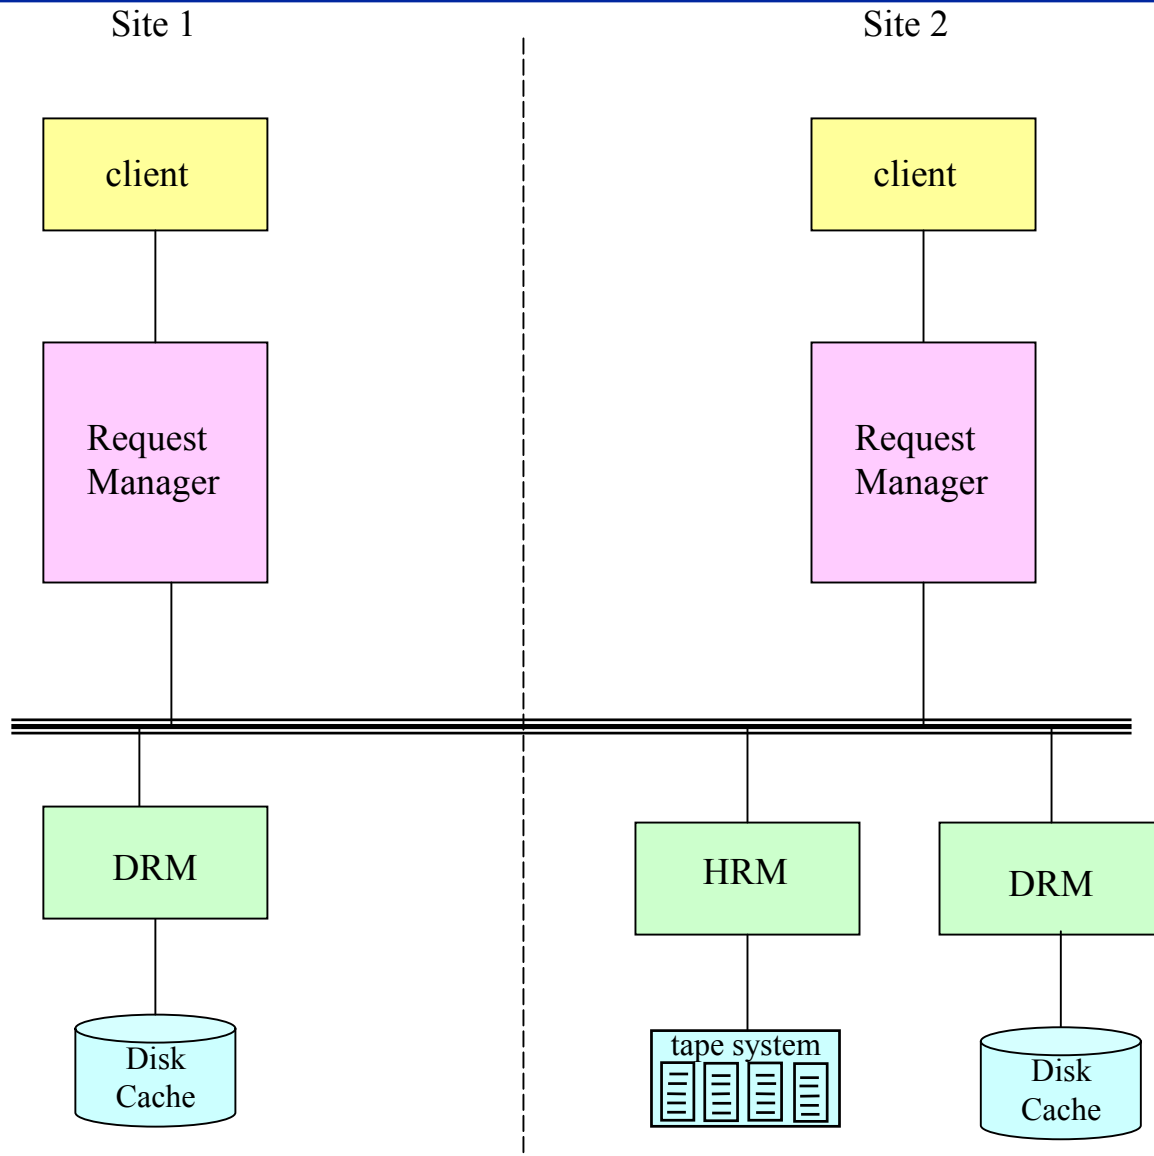 Site 1
Site 2
client
client
Request
Manager
Request
Manager
DRM
HRM
DRM
Disk
Cache
tape system
Disk
Cache